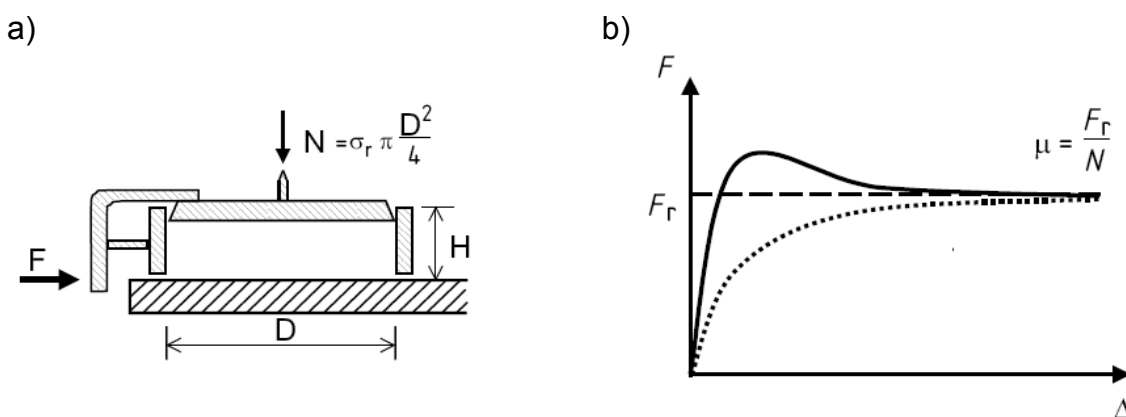 a)
N = σr π D²/4
F
H
D
b)
F
μ = Fr/N
Fr
Δ